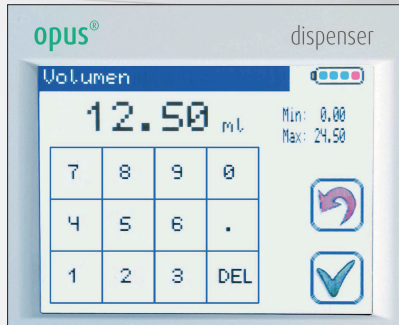 opus® dispenser
Volumen
12.50 ml
Min: 0.00
Max: 24.50
7 8 9 0
4 5 6 .
1 2 3 DEL